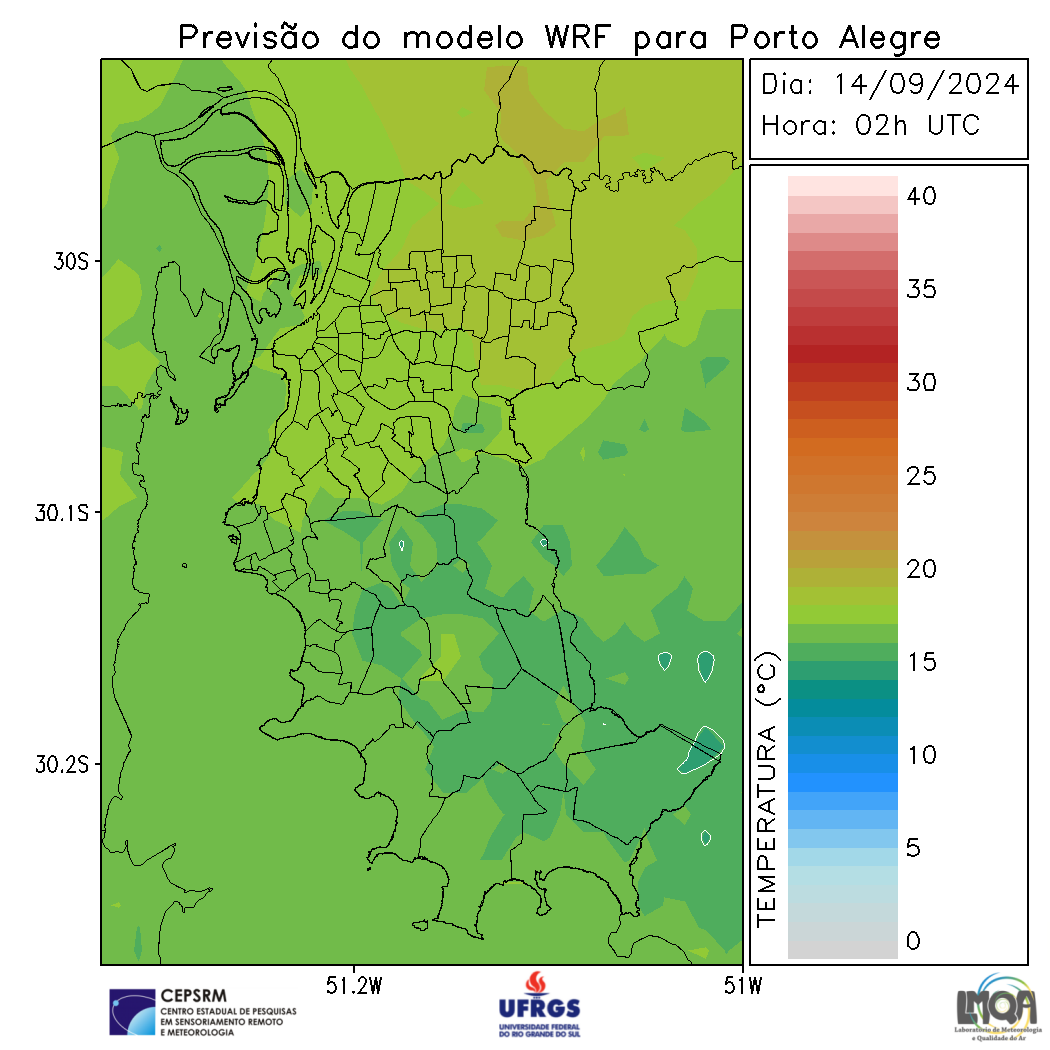 Previsão do modelo WRF para Porto Alegre
Dia: 14/09/2024
Hora: 02h UTC
40
35
30
25
20
15
10
5
0
TEMPERATURA (°C)
30S
30.1S
30.2S
51.2W
51W
CEPSRM
CENTRO ESTADUAL DE PESQUISAS
EM SENSORIAMENTO REMOTO
E METEOROLOGIA
UFRGS
UNIVERSIDADE FEDERAL
DO RIO GRANDE DO SUL
LMQA
Laboratório de Meteorologia
e Qualidade do Ar